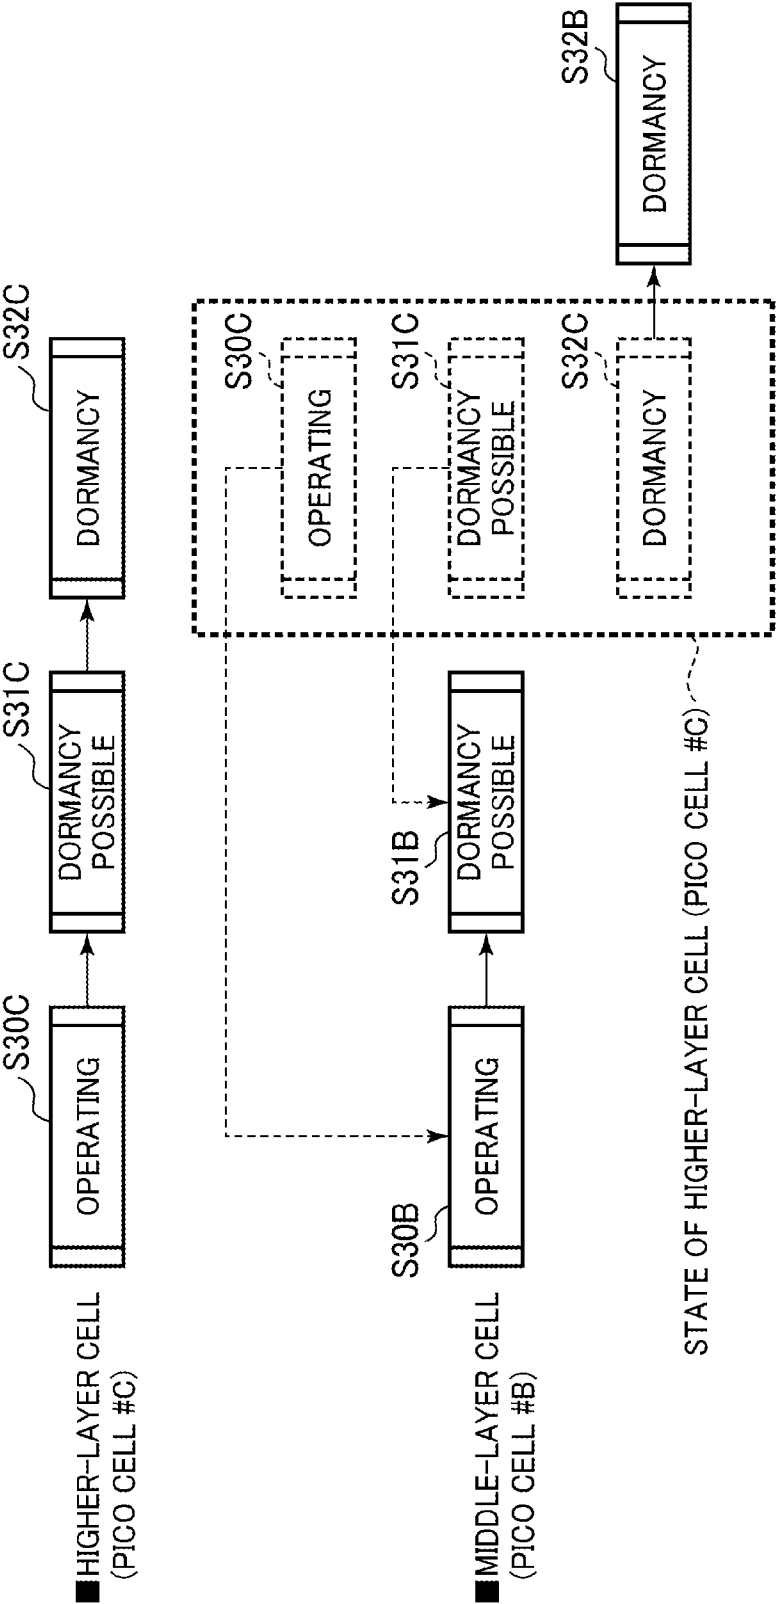 ■HIGHER-LAYER CELL
(PICO CELL #C)
S30C
OPERATING
S31C
DORMANCY
POSSIBLE
S32C
DORMANCY
■MIDDLE-LAYER CELL
(PICO CELL #B)
S30B
OPERATING
S31B
DORMANCY
POSSIBLE
S30C
OPERATING
S31C
DORMANCY
POSSIBLE
S32C
DORMANCY
S32B
DORMANCY
STATE OF HIGHER-LAYER CELL (PICO CELL #C)